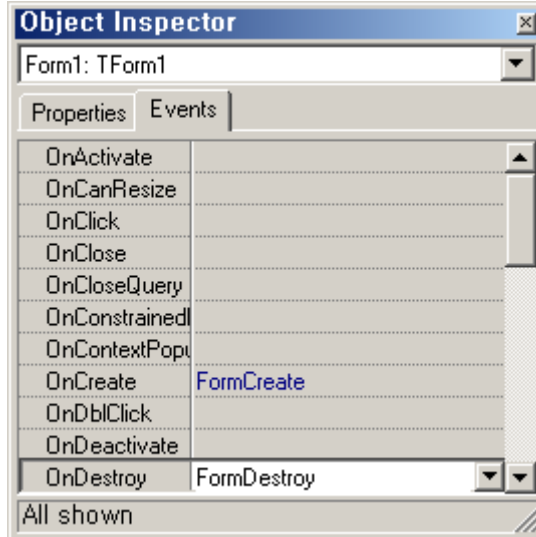 Object Inspector
Form1: TForm1
Properties Events
OnActivate
OnCanResize
OnClick
OnClose
OnCloseQuery
OnConstrainedI
OnContextPopu
OnCreate FormCreate
OnDblClick
OnDeactivate
OnDestroy FormDestroy
All shown